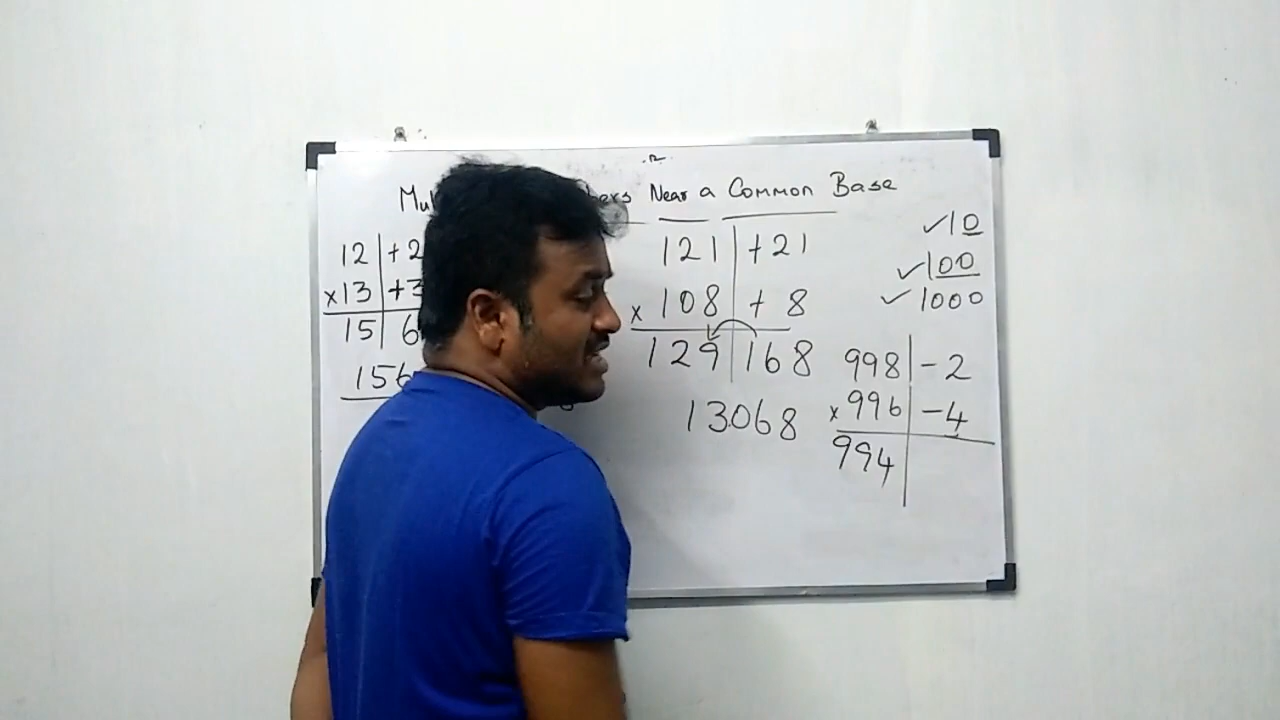 Near a Common Base
12 | +2
x13 | +3
15 | 6
156
121 | +21
x 108 | + 8
129 | 168
13068
✓10
✓100
✓1000
998 | -2
x 996 | -4
994 |